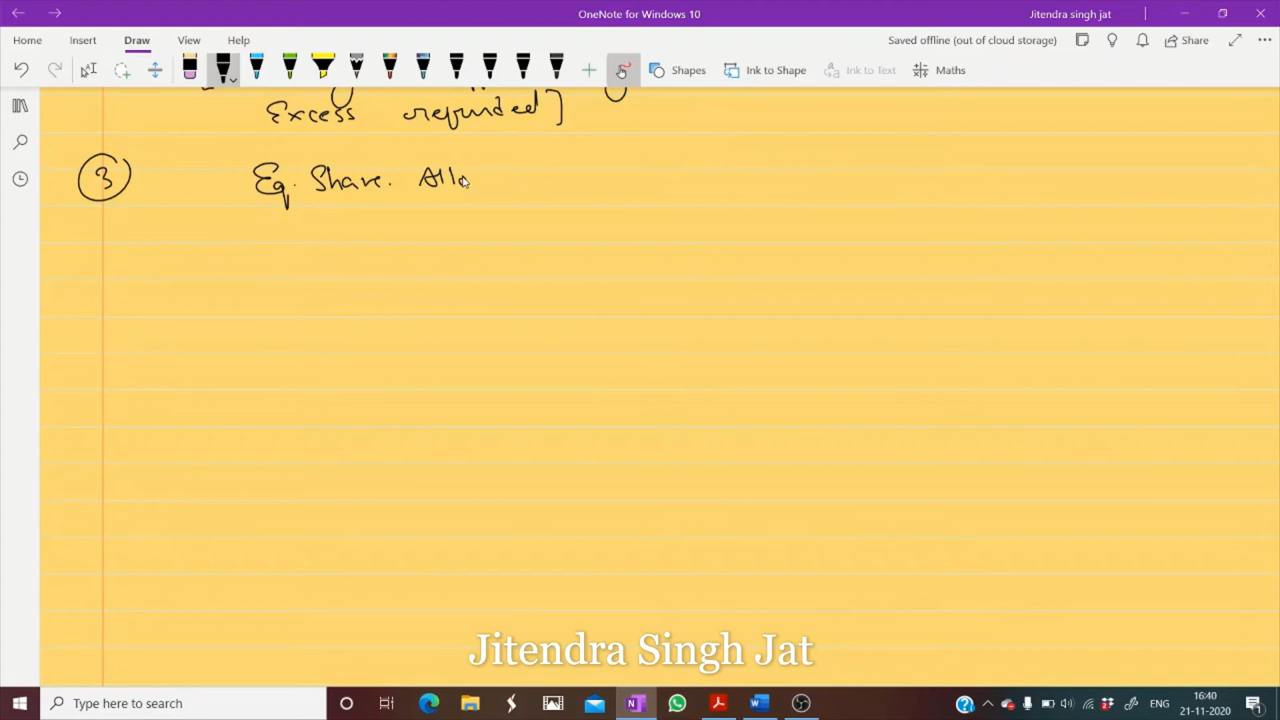 OneNote for Windows 10
Jitendra singh jat
Home Insert Draw View Help
Saved offline (out of cloud storage)
Share
Shapes
Ink to Shape
Ink to Text
Maths
Excess refunded]
3 Eq. Share. Allo
Jitendra Singh Jat
Type here to search
ENG
16:40
21-11-2020